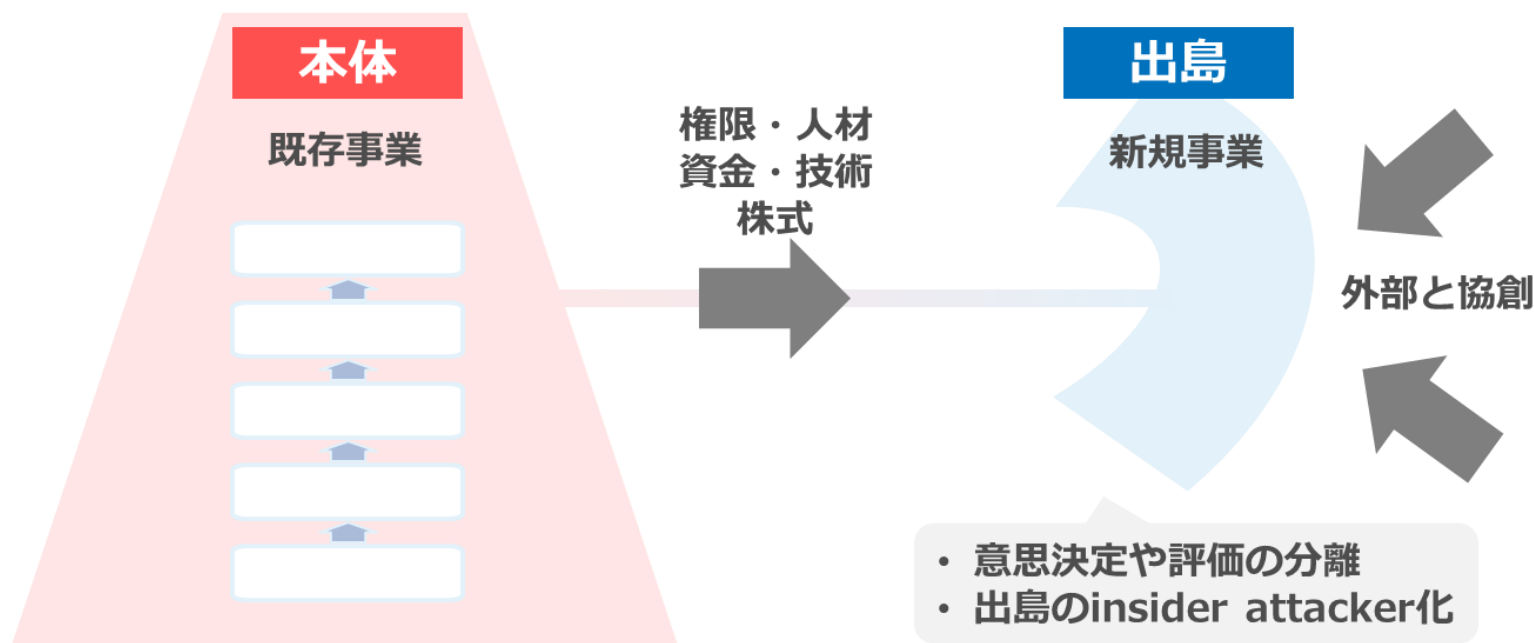 本体
既存事業
権限・人材
資金・技術
株式
出島
新規事業
外部と協創
• 意思決定や評価の分離
• 出島のinsider attacker化